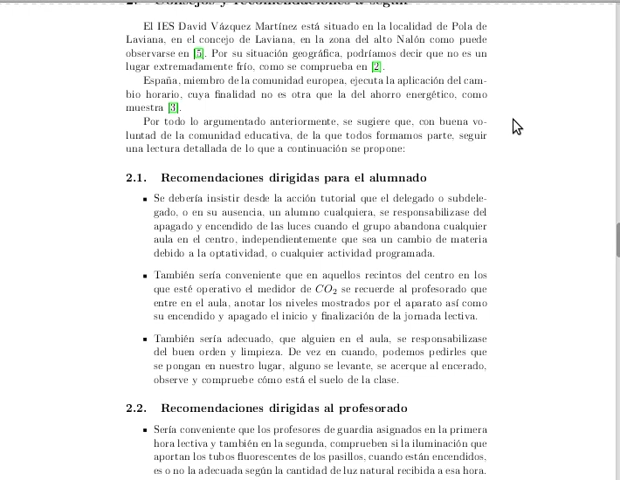 2. Consejos y recomendaciones a seguir
El IES David Vázquez Martínez está situado en la localidad de Pola de
Laviana, en el concejo de Laviana, en la zona del alto Nalón como puede
observarse en [5]. Por su situación geográfica, podríamos decir que no es un
lugar extremadamente frío, como se comprueba en [2].
España, miembro de la comunidad europea, ejecuta la aplicación del cam-
bio horario, cuya finalidad no es otra que la del ahorro energético, como
muestra [3].
Por todo lo argumentado anteriormente, se sugiere que, con buena vo-
luntad de la comunidad educativa, de la que todos formamos parte, seguir
una lectura detallada de lo que a continuación se propone:
2.1. Recomendaciones dirigidas para el alumnado
▪ Se debería insistir desde la acción tutorial que el delegado o subdele-
gado, o en su ausencia, un alumno cualquiera, se responsabilizase del
apagado y encendido de las luces cuando el grupo abandona cualquier
aula en el centro, independientemente que sea un cambio de materia
debido a la optatividad, o cualquier actividad programada.
▪ También sería conveniente que en aquellos recintos del centro en los
que esté operativo el medidor de CO₂ se recuerde al profesorado que
entre en el aula, anotar los niveles mostrados por el aparato así como
su encendido y apagado el inicio y finalización de la jornada lectiva.
▪ También sería adecuado, que alguien en el aula, se responsabilizase
del buen orden y limpieza. De vez en cuando, podemos pedirles que
se pongan en nuestro lugar, alguno se levante, se acerque al encerado,
observe y compruebe cómo está el suelo de la clase.
2.2. Recomendaciones dirigidas al profesorado
▪ Sería conveniente que los profesores de guardia asignados en la primera
hora lectiva y también en la segunda, comprueben si la iluminación que
aportan los tubos fluorescentes de los pasillos, cuando están encendidos,
es o no la adecuada según la cantidad de luz natural recibida a esa hora.